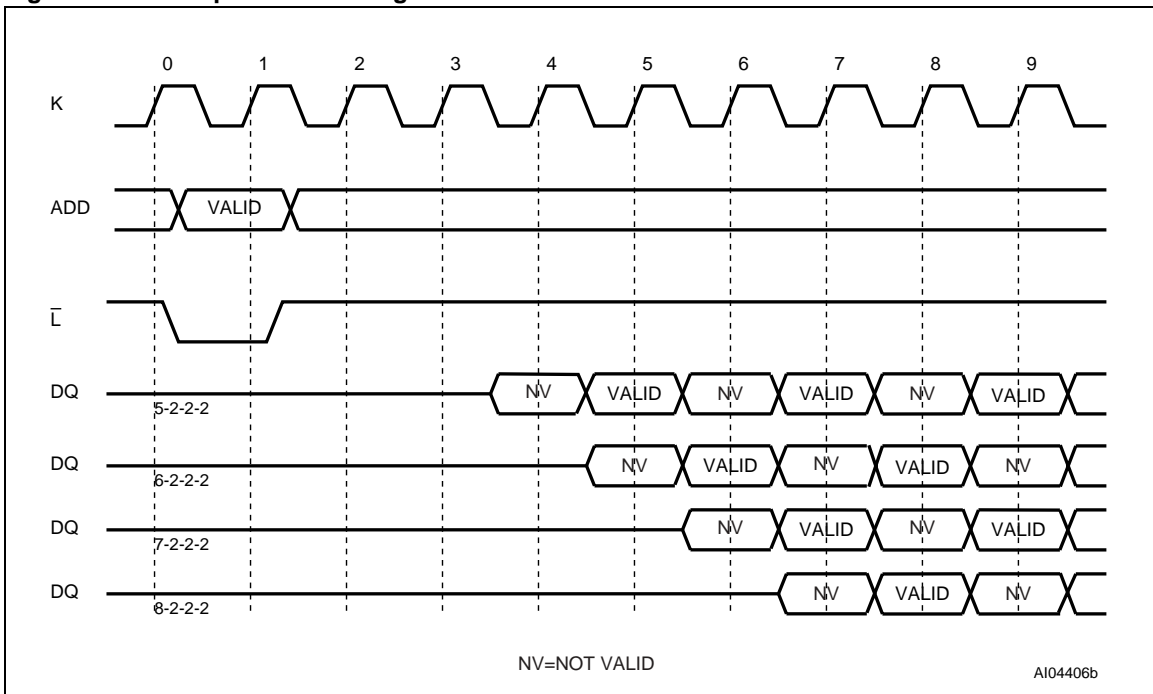 0 1 2 3 4 5 6 7 8 9
K
ADD VALID
L̅
DQ NV VALID NV VALID NV VALID
5-2-2-2
DQ NV VALID NV VALID NV
6-2-2-2
DQ NV VALID NV VALID
7-2-2-2
DQ NV VALID NV
8-2-2-2
NV=NOT VALID
AI04406b